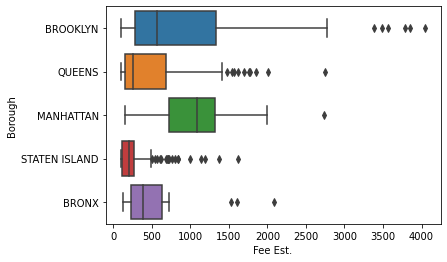 BROOKLYN
QUEENS
MANHATTAN
STATEN ISLAND
BRONX
Borough
0 500 1000 1500 2000 2500 3000 3500 4000
Fee Est.